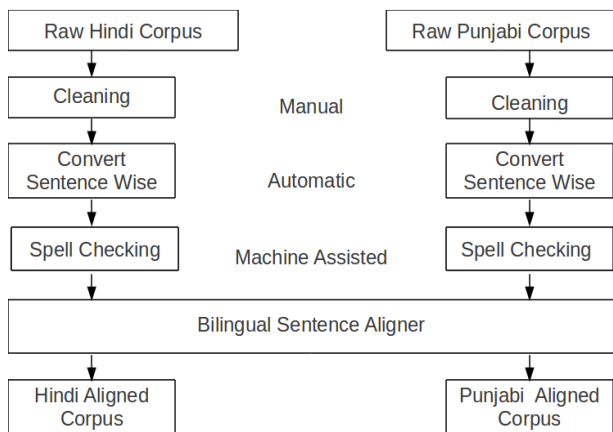 Raw Hindi Corpus
Raw Punjabi Corpus
Cleaning
Manual
Cleaning
Convert
Sentence Wise
Automatic
Convert
Sentence Wise
Spell Checking
Machine Assisted
Spell Checking
Bilingual Sentence Aligner
Hindi Aligned
Corpus
Punjabi Aligned
Corpus